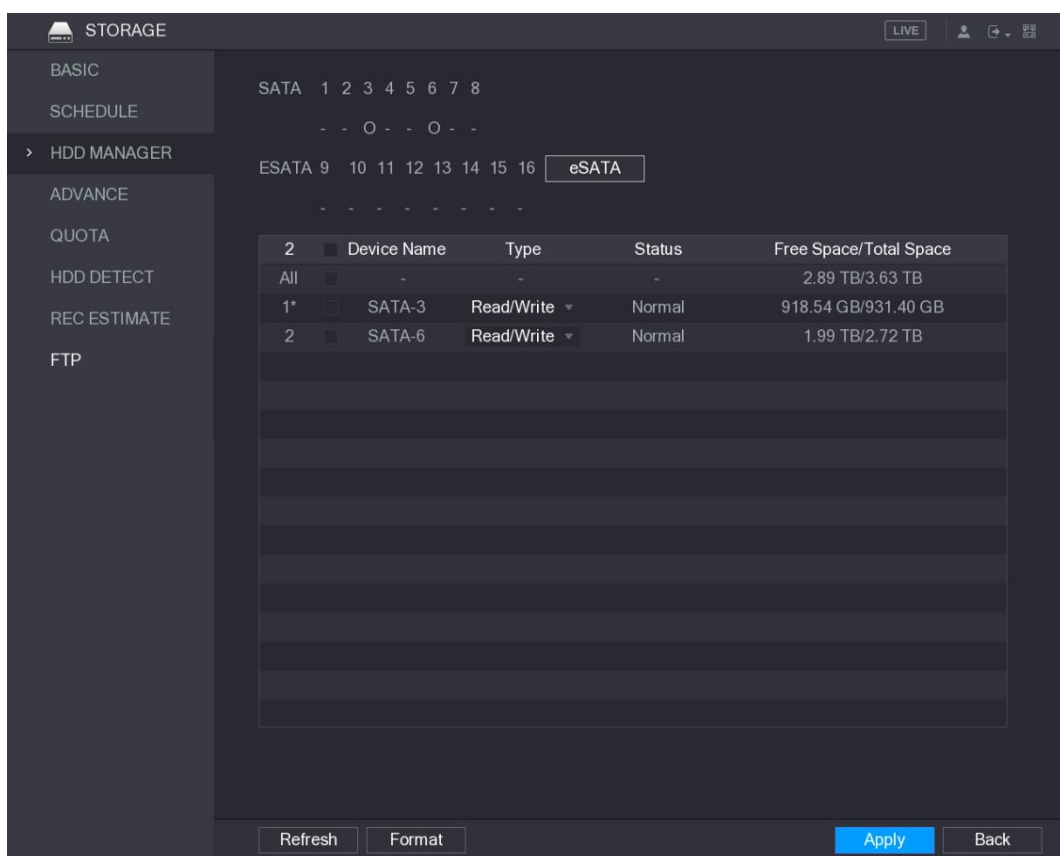 STORAGE LIVE
BASIC
SCHEDULE
> HDD MANAGER
ADVANCE
QUOTA
HDD DETECT
REC ESTIMATE
FTP
SATA 1 2 3 4 5 6 7 8
- - O - - O - -
ESATA 9 10 11 12 13 14 15 16 eSATA
- - - - - - - -
2 Device Name Type Status Free Space/Total Space
All - - - 2.89 TB/3.63 TB
1* SATA-3 Read/Write Normal 918.54 GB/931.40 GB
2 SATA-6 Read/Write Normal 1.99 TB/2.72 TB
Refresh Format Apply Back